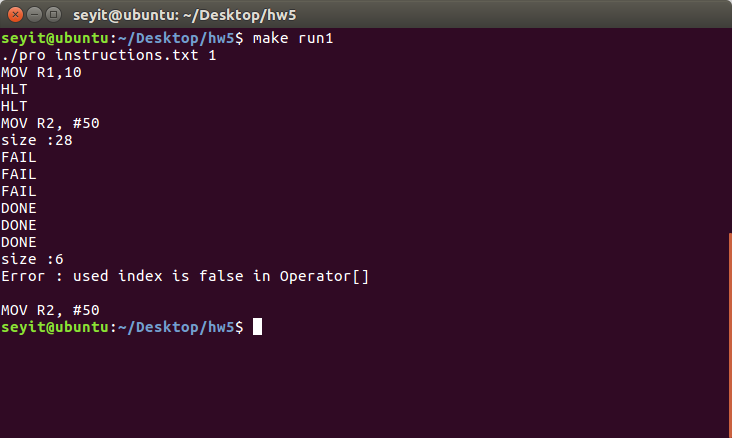 seyit@ubuntu: ~/Desktop/hw5
seyit@ubuntu:~/Desktop/hw5$ make run1
./pro instructions.txt 1
MOV R1,10
HLT
HLT
MOV R2, #50
size :28
FAIL
FAIL
FAIL
DONE
DONE
DONE
size :6
Error : used index is false in Operator[]

MOV R2, #50
seyit@ubuntu:~/Desktop/hw5$